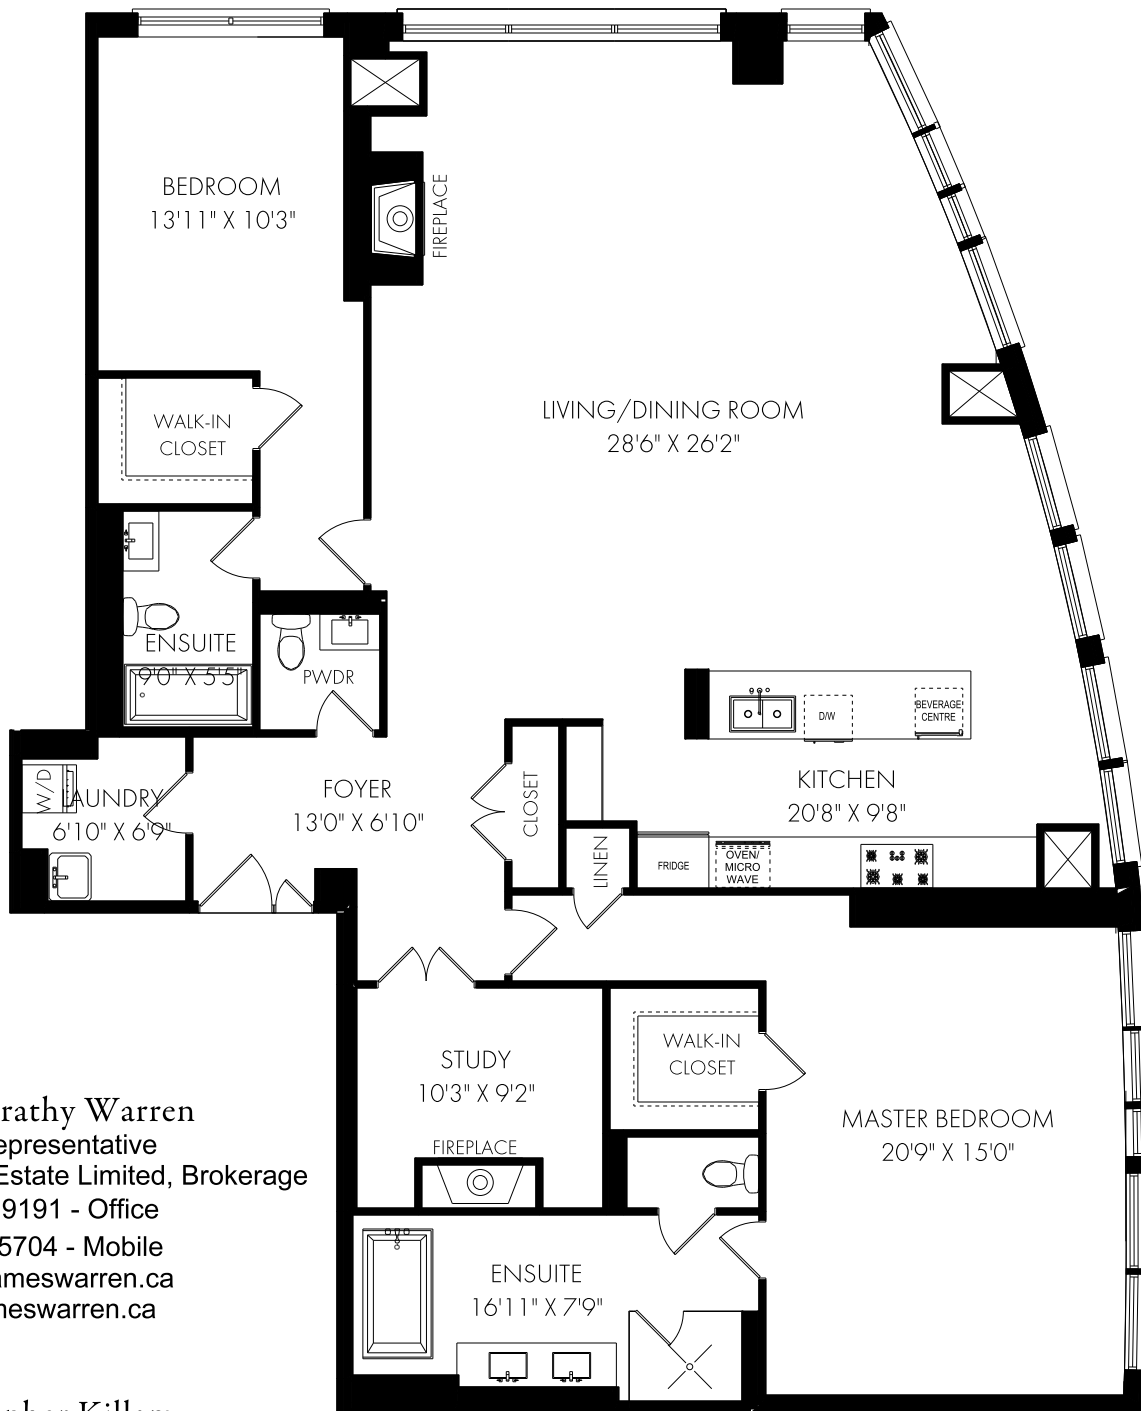 BEDROOM
13'11" X 10'3"
FIREPLACE
LIVING/DINING ROOM
28'6" X 26'2"
WALK-IN
CLOSET
ENSUITE
9'0" X 5'5"
PWDR
D/W
BEVERAGE
CENTRE
KITCHEN
20'8" X 9'8"
W/D
LAUNDRY
6'10" X 6'9"
FOYER
13'0" X 6'10"
CLOSET
LINEN
FRIDGE
OVEN/
MICRO
WAVE
STUDY
10'3" X 9'2"
FIREPLACE
WALK-IN
CLOSET
MASTER BEDROOM
20'9" X 15'0"
ENSUITE
16'11" X 7'9"
rathy Warren
epresentative
Estate Limited, Brokerage
9191 - Office
5704 - Mobile
ameswarren.ca
neswarren.ca